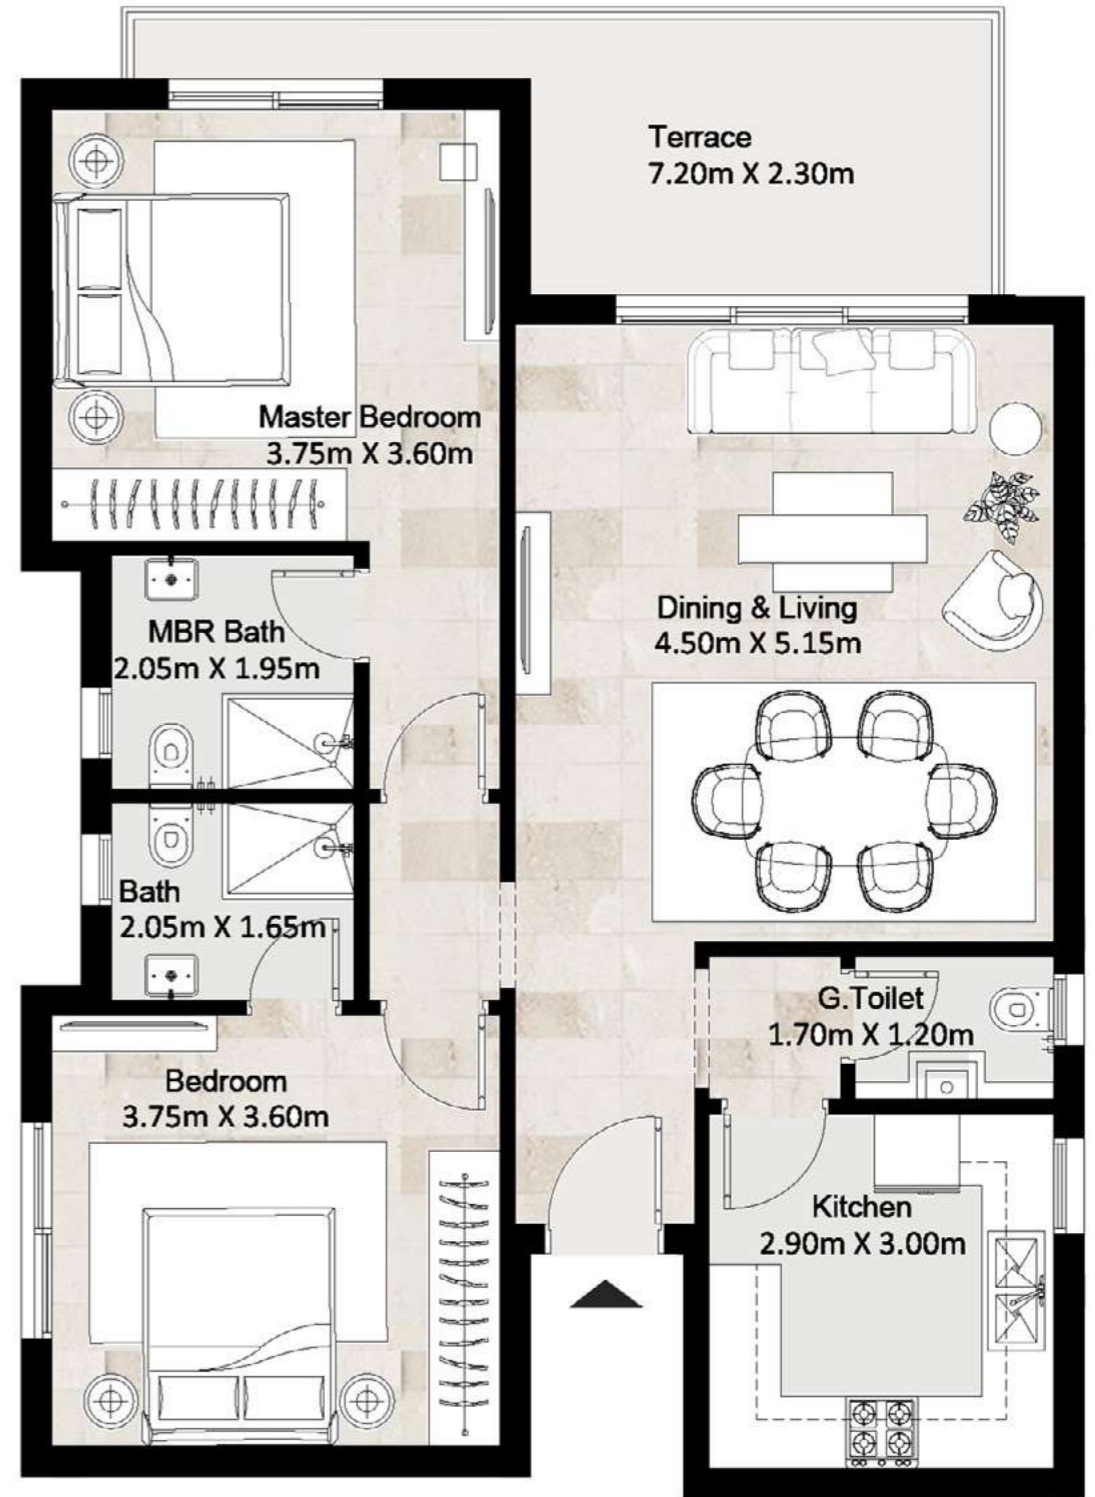 Terrace
7.20m X 2.30m
Master Bedroom
3.75m X 3.60m
Dining & Living
4.50m X 5.15m
MBR Bath
2.05m X 1.95m
Bath
2.05m X 1.65m
G.Toilet
1.70m X 1.20m
Bedroom
3.75m X 3.60m
Kitchen
2.90m X 3.00m